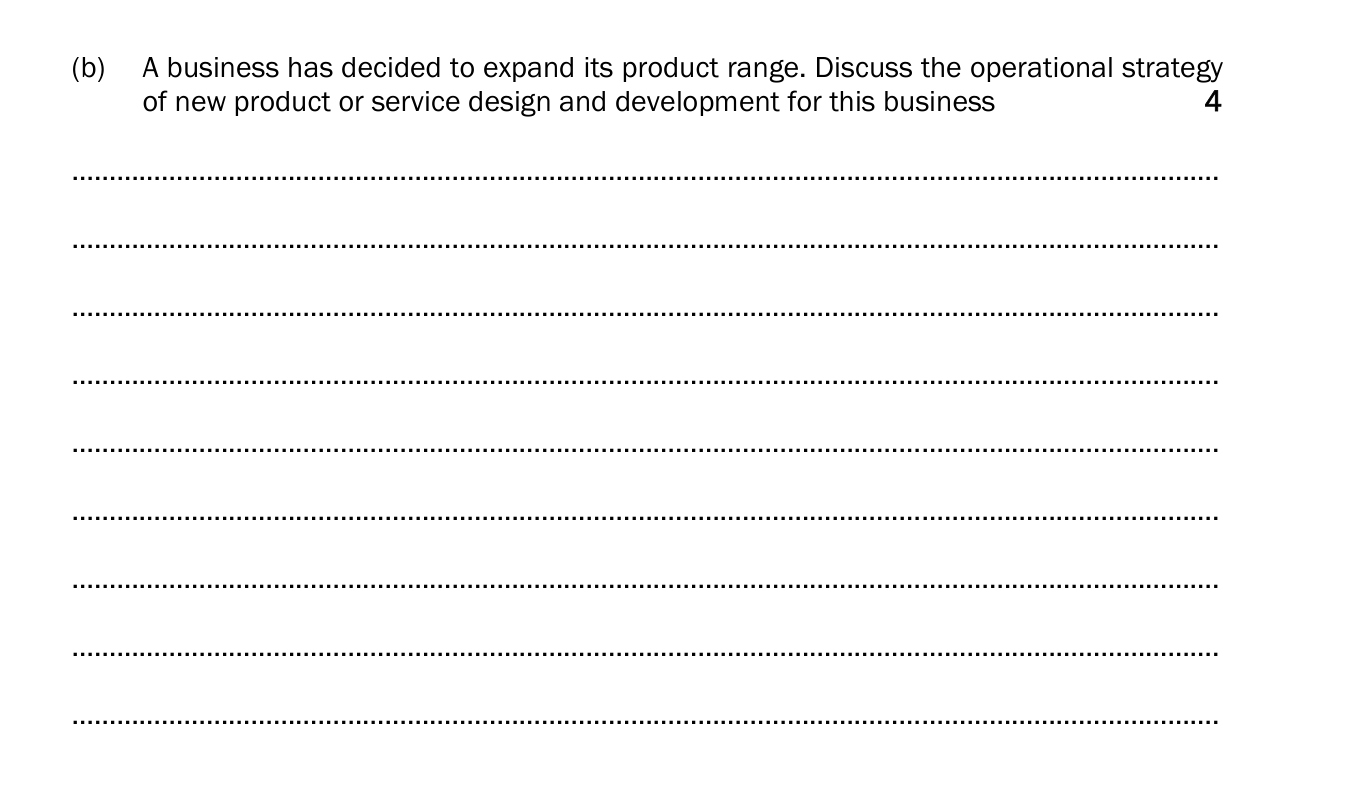 (b) A business has decided to expand its product range. Discuss the operational strategy
of new product or service design and development for this business 4